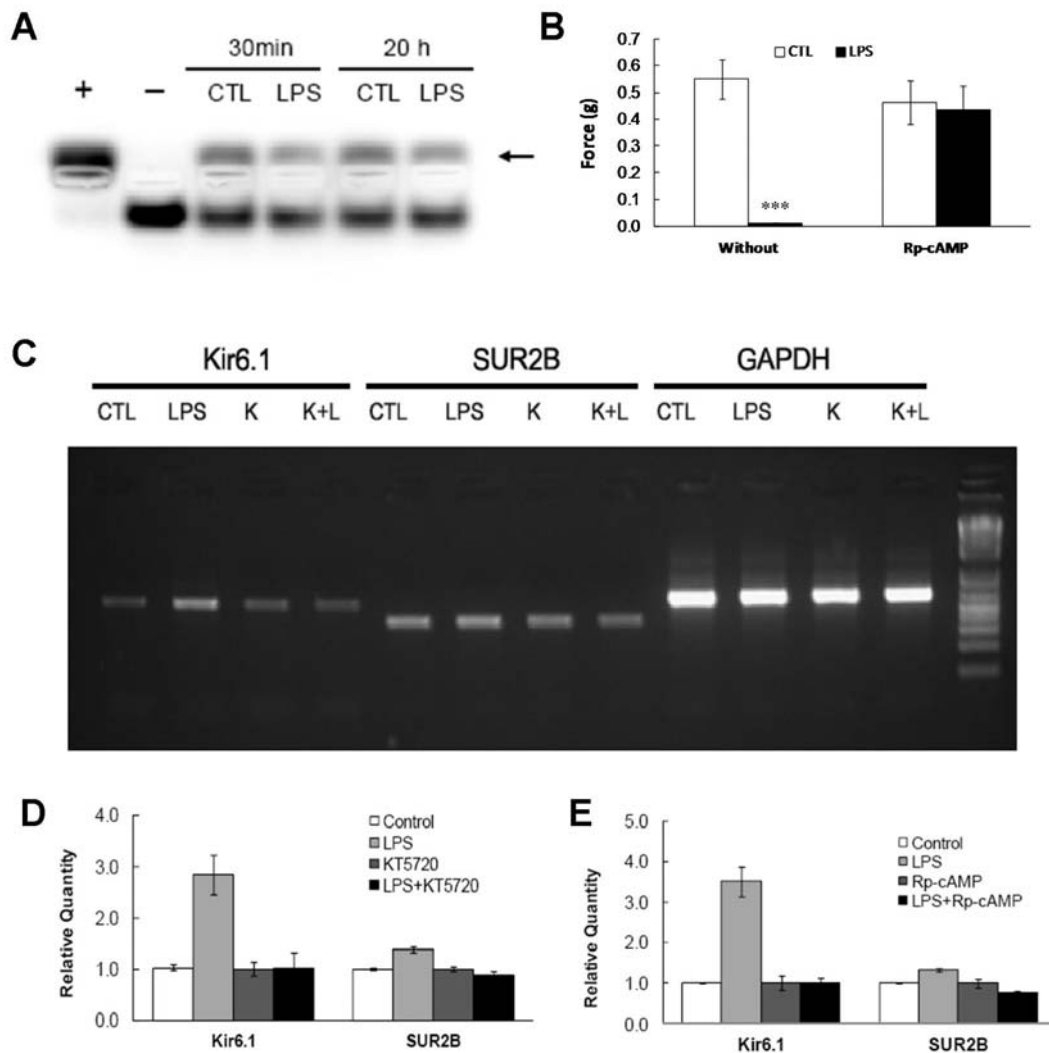 A
30min 20 h
+ − CTL LPS CTL LPS
B
CTL LPS
0.7
0.6
0.5
0.4
0.3
0.2
0.1
0.0
Force (g)
***
Without Rp-cAMP
C
Kir6.1 SUR2B GAPDH
CTL LPS K K+L CTL LPS K K+L CTL LPS K K+L
D
4.0
3.0
2.0
1.0
0.0
Relative Quantity
Control
LPS
KT5720
LPS+KT5720
Kir6.1 SUR2B
E
5.0
4.0
3.0
2.0
1.0
0.0
Relative Quantity
Control
LPS
Rp-cAMP
LPS+Rp-cAMP
Kir6.1 SUR2B